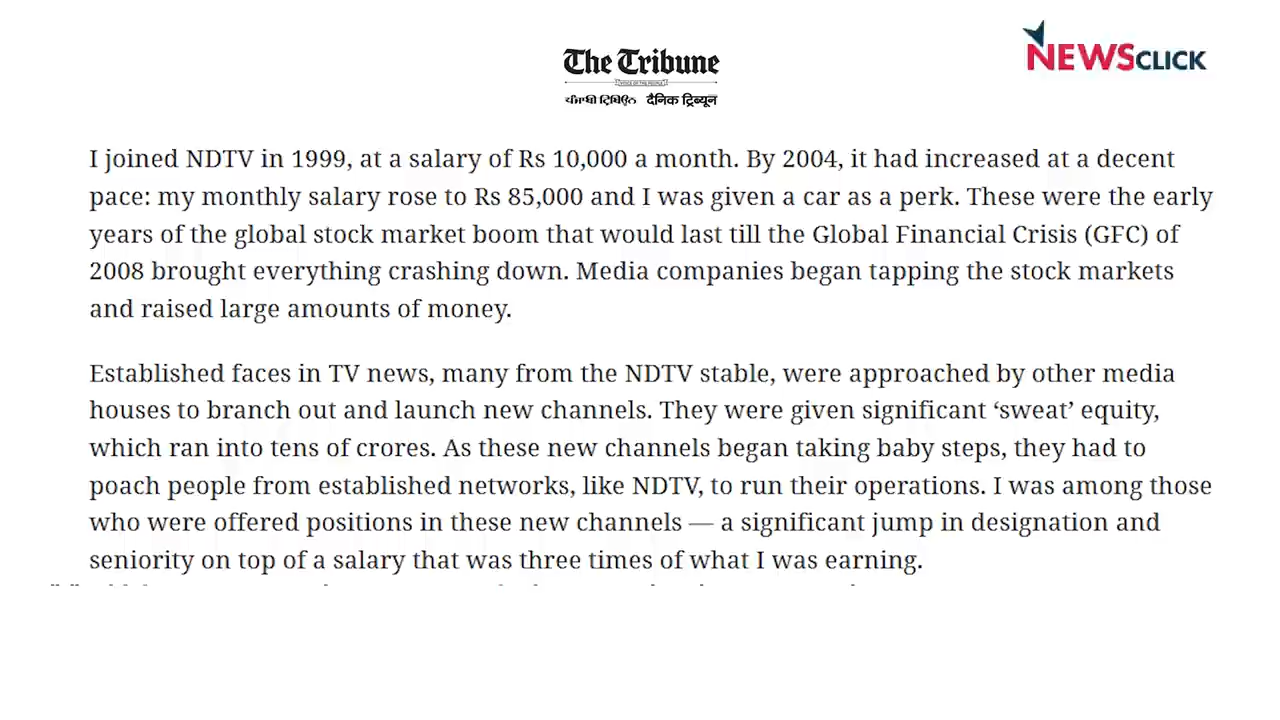 The Tribune
VOICE OF THE PEOPLE
ਪੰਜਾਬੀ ਟ੍ਰਿਬਿਊਨ दैनिक ट्रिब्यून
NEWSCLICK
I joined NDTV in 1999, at a salary of Rs 10,000 a month. By 2004, it had increased at a decent
pace: my monthly salary rose to Rs 85,000 and I was given a car as a perk. These were the early
years of the global stock market boom that would last till the Global Financial Crisis (GFC) of
2008 brought everything crashing down. Media companies began tapping the stock markets
and raised large amounts of money.
Established faces in TV news, many from the NDTV stable, were approached by other media
houses to branch out and launch new channels. They were given significant ‘sweat’ equity,
which ran into tens of crores. As these new channels began taking baby steps, they had to
poach people from established networks, like NDTV, to run their operations. I was among those
who were offered positions in these new channels — a significant jump in designation and
seniority on top of a salary that was three times of what I was earning.